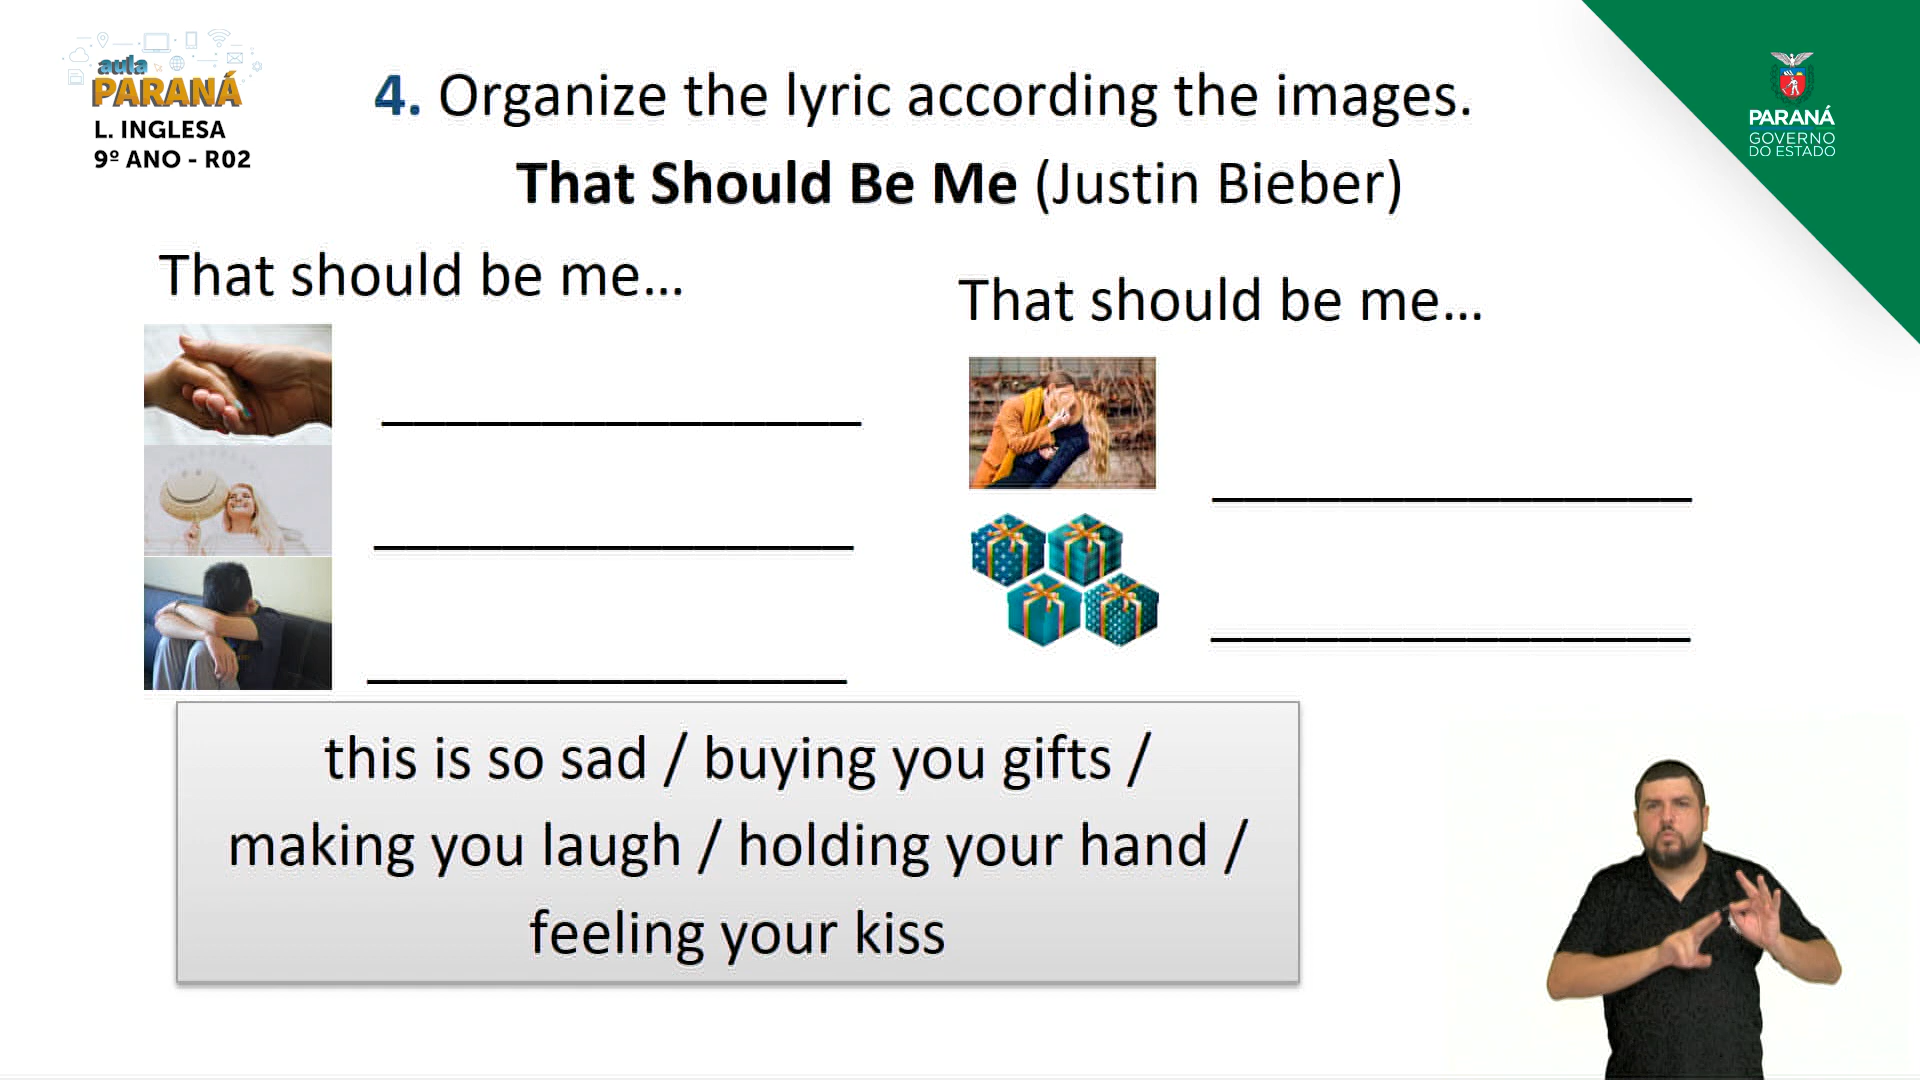 aula
PARANÁ
L. INGLESA
9º ANO - R02
4. Organize the lyric according the images.
That Should Be Me (Justin Bieber)
PARANÁ
GOVERNO
DO ESTADO
That should be me...
That should be me...
this is so sad / buying you gifts /
making you laugh / holding your hand /
feeling your kiss